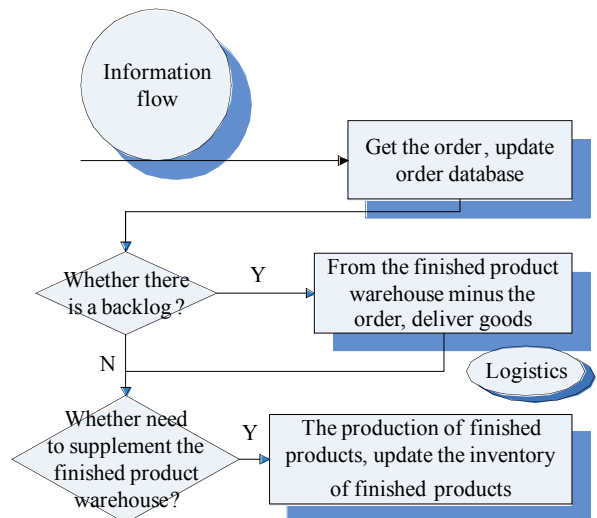 Information
flow
Get the order, update
order database
Whether there
is a backlog?
Y
From the finished product
warehouse minus the
order, deliver goods
N
Logistics
Whether need
to supplement the
finished product
warehouse?
Y
The production of finished
products, update the inventory
of finished products